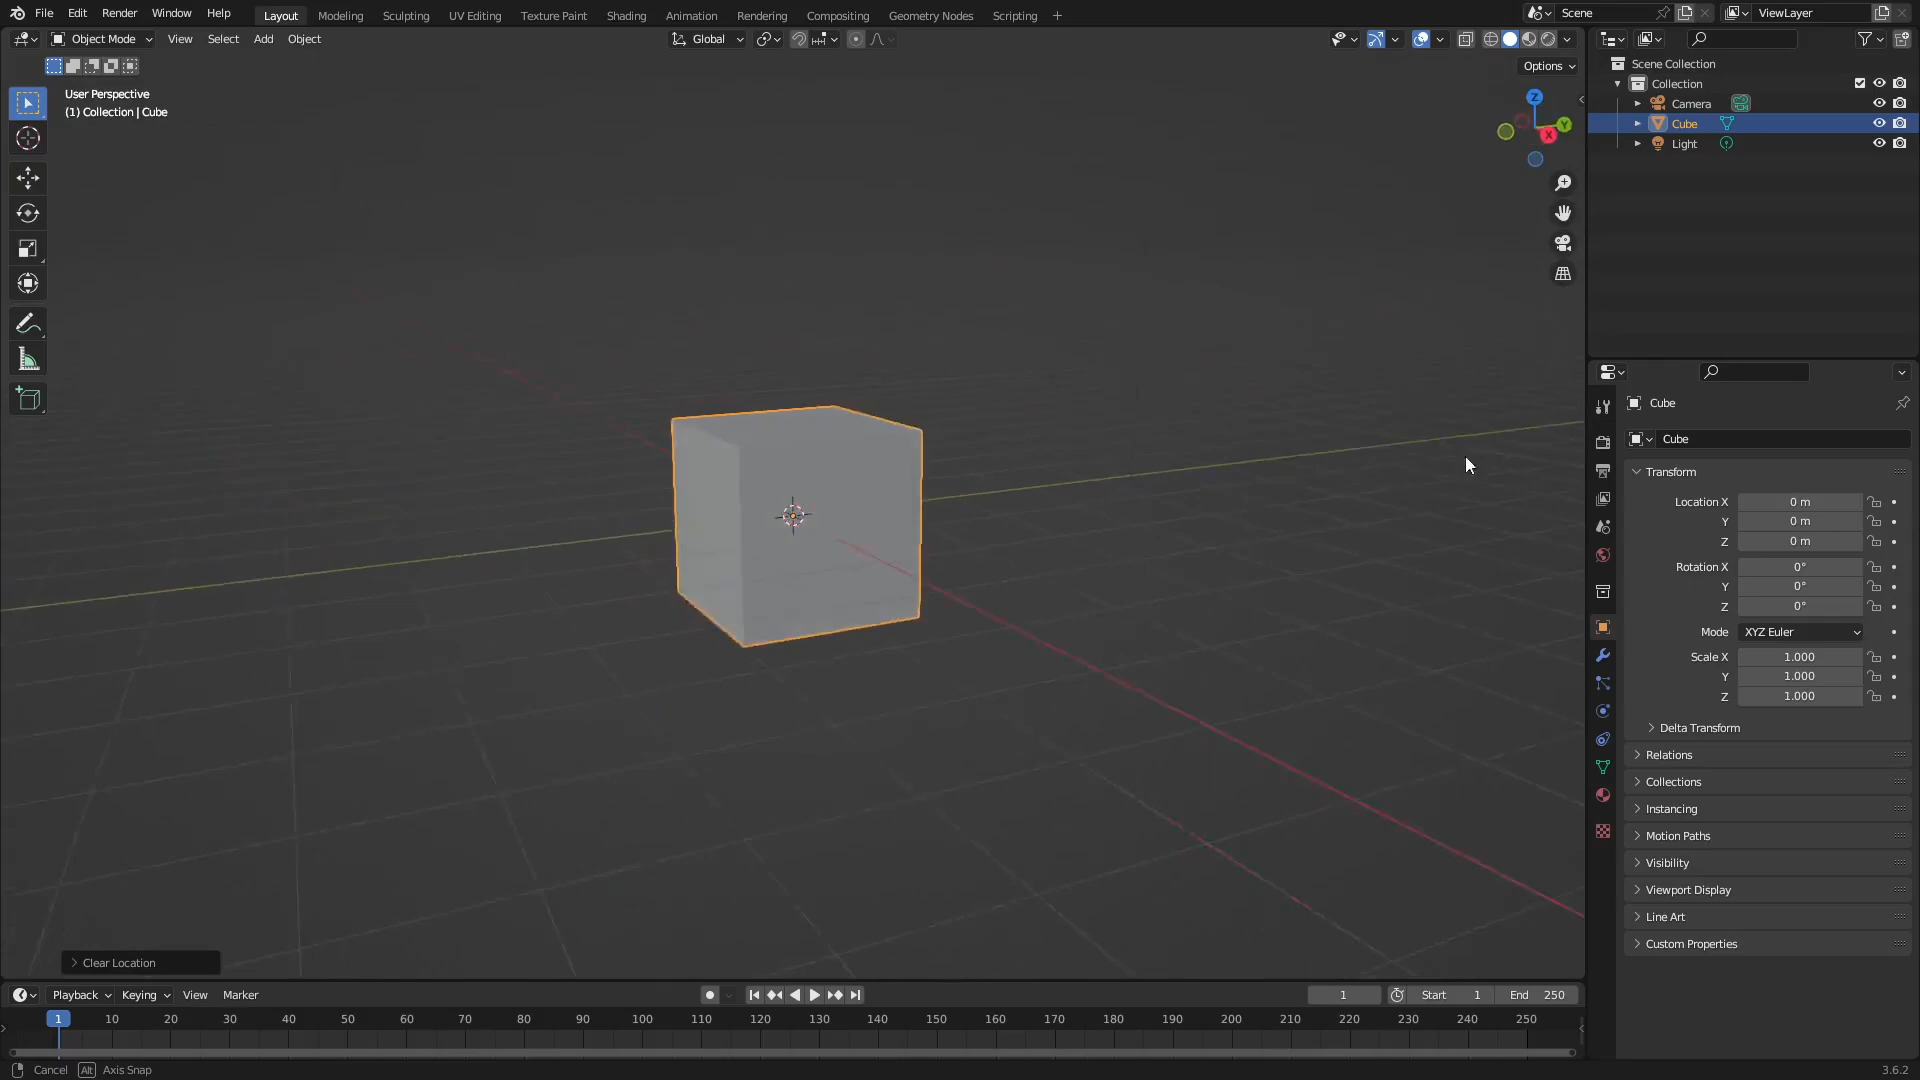 File Edit Render Window Help Layout Modeling Sculpting UV Editing Texture Paint Shading Animation Rendering Compositing Geometry Nodes Scripting + Scene ViewLayer
Object Mode View Select Add Object Global
Options
User Perspective
(1) Collection | Cube
Z
Y
X
Scene Collection
Collection
Camera
Cube
Light
Cube
Cube
Transform
Location X 0 m
Y 0 m
Z 0 m
Rotation X 0°
Y 0°
Z 0°
Mode XYZ Euler
Scale X 1.000
Y 1.000
Z 1.000
Delta Transform
Relations
Collections
Instancing
Motion Paths
Visibility
Viewport Display
Line Art
Custom Properties
Clear Location
Playback Keying View Marker 1 Start 1 End 250
1 10 20 30 40 50 60 70 80 90 100 110 120 130 140 150 160 170 180 190 200 210 220 230 240 250
Cancel Alt Axis Snap 3.6.2